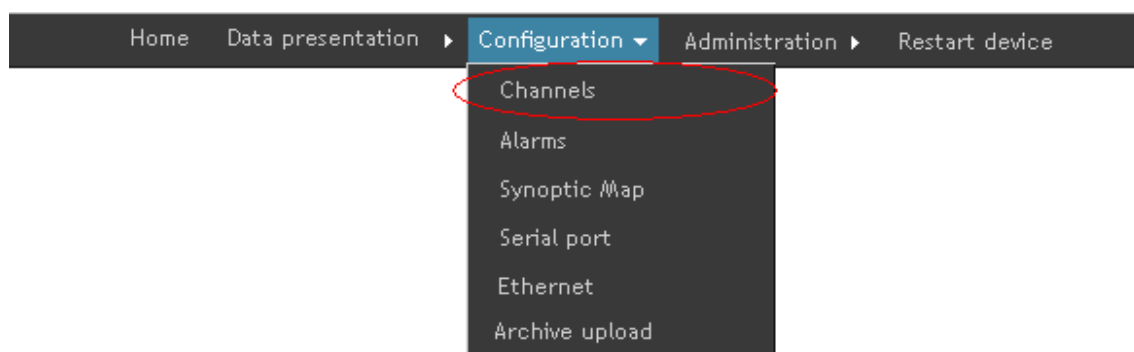 Home Data presentation Configuration Administration Restart device
Channels
Alarms
Synoptic Map
Serial port
Ethernet
Archive upload